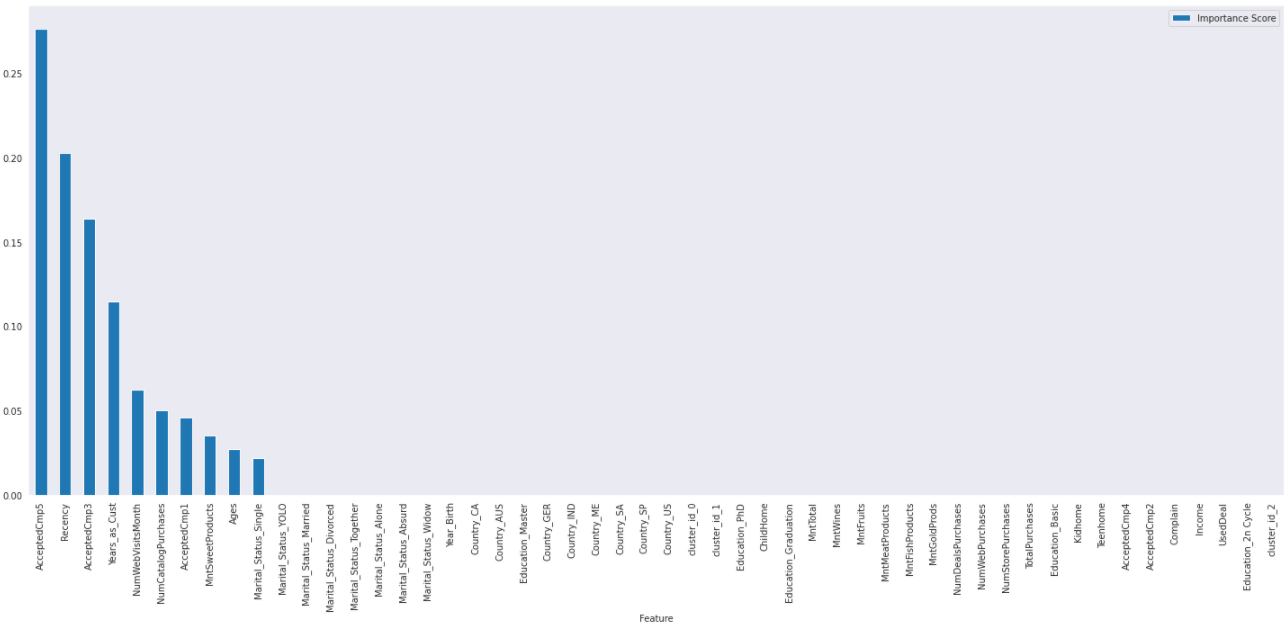 Importance Score
0.25
0.20
0.15
0.10
0.05
0.00
AcceptedCmp5
Recency
AcceptedCmp3
Years_as_Cust
NumWebVisitsMonth
NumCatalogPurchases
AcceptedCmp1
MntSweetProducts
Ages
Marital_Status_Single
Marital_Status_YOLO
Marital_Status_Married
Marital_Status_Divorced
Marital_Status_Together
Marital_Status_Alone
Marital_Status_Absurd
Marital_Status_Widow
Year_Birth
Country_CA
Country_AUS
Education_Master
Country_GER
Country_IND
Country_ME
Country_SA
Country_SP
Country_US
cluster_id_0
cluster_id_1
Education_PhD
ChildHome
Education_Graduation
MntTotal
MntWines
MntFruits
MntMeatProducts
MntFishProducts
MntGoldProds
NumDealsPurchases
NumWebPurchases
NumStorePurchases
TotalPurchases
Education_Basic
Kidhome
Teenhome
AcceptedCmp4
AcceptedCmp2
Complain
Income
UsedDeal
Education_2n Cycle
cluster_id_2
Feature